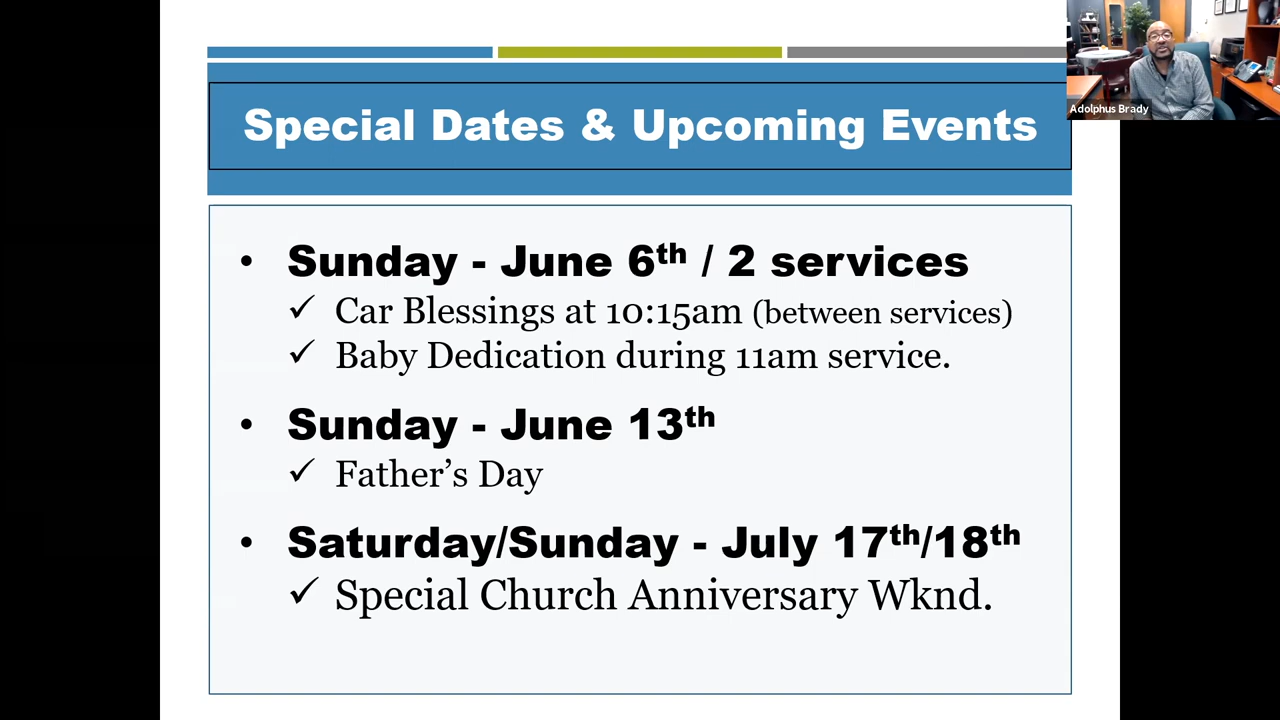 Special Dates & Upcoming Events
Adolphus Brady
• Sunday - June 6th / 2 services
✓ Car Blessings at 10:15am (between services)
✓ Baby Dedication during 11am service.
• Sunday - June 13th
✓ Father’s Day
• Saturday/Sunday - July 17th/18th
✓ Special Church Anniversary Wknd.